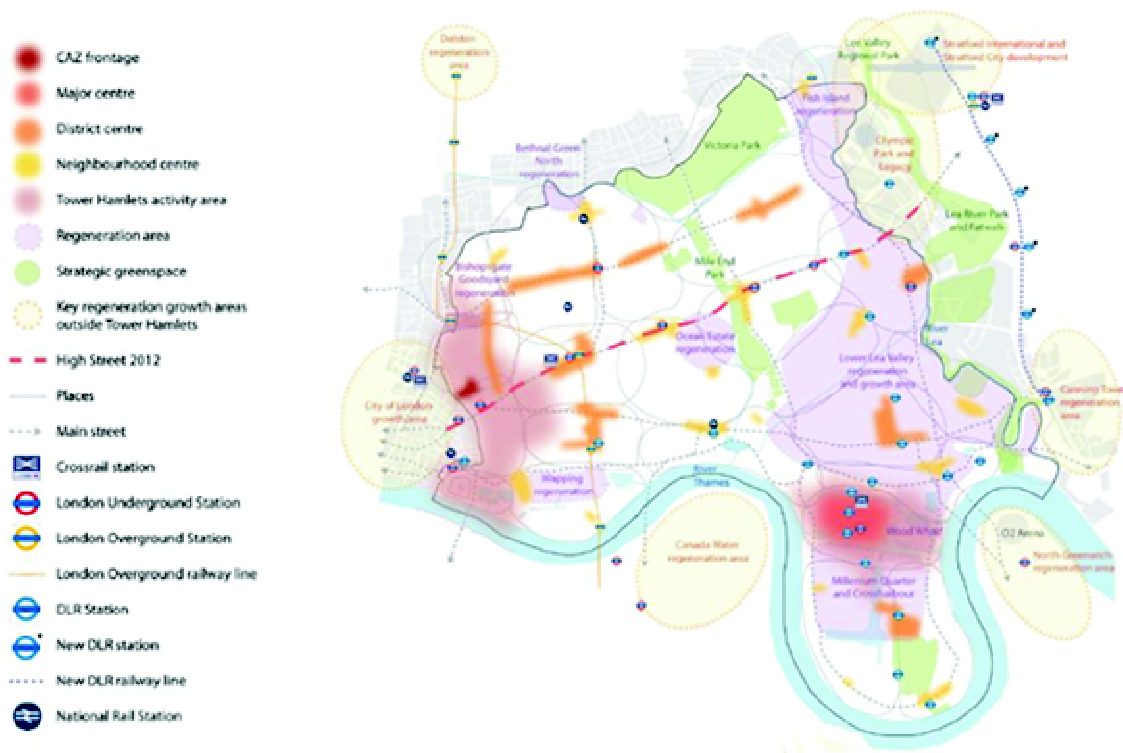 CAZ frontage
Major centre
District centre
Neighbourhood centre
Tower Hamlets activity area
Regeneration area
Strategic greenspace
Key regeneration growth areas
outside Tower Hamlets
High Street 2012
Places
Main street
Crossrail station
London Underground Station
London Overground Station
London Overground railway line
DLR Station
New DLR station
New DLR railway line
National Rail Station
Dalston
regeneration
area
Lee Valley
Regional Park
Stratford International and
Stratford City development
Fish Island
regeneration
Victoria Park
Bethnal Green
North
regeneration
Olympic
Park and
Legacy
Lea River Park
and Fatwalk
Bishopsgate
Goodsyard
regeneration
Mile End
Park
River
Lea
Ocean Estate
regeneration
Lower Lea Valley
regeneration
and growth area
City of London
growth area
Canning Town
regeneration
area
River
Thames
Wapping
regeneration
Wood Wharf
O2 Arena
Canada Water
regeneration area
North Greenwich
regeneration area
Millenium Quarter
and Crossharbour